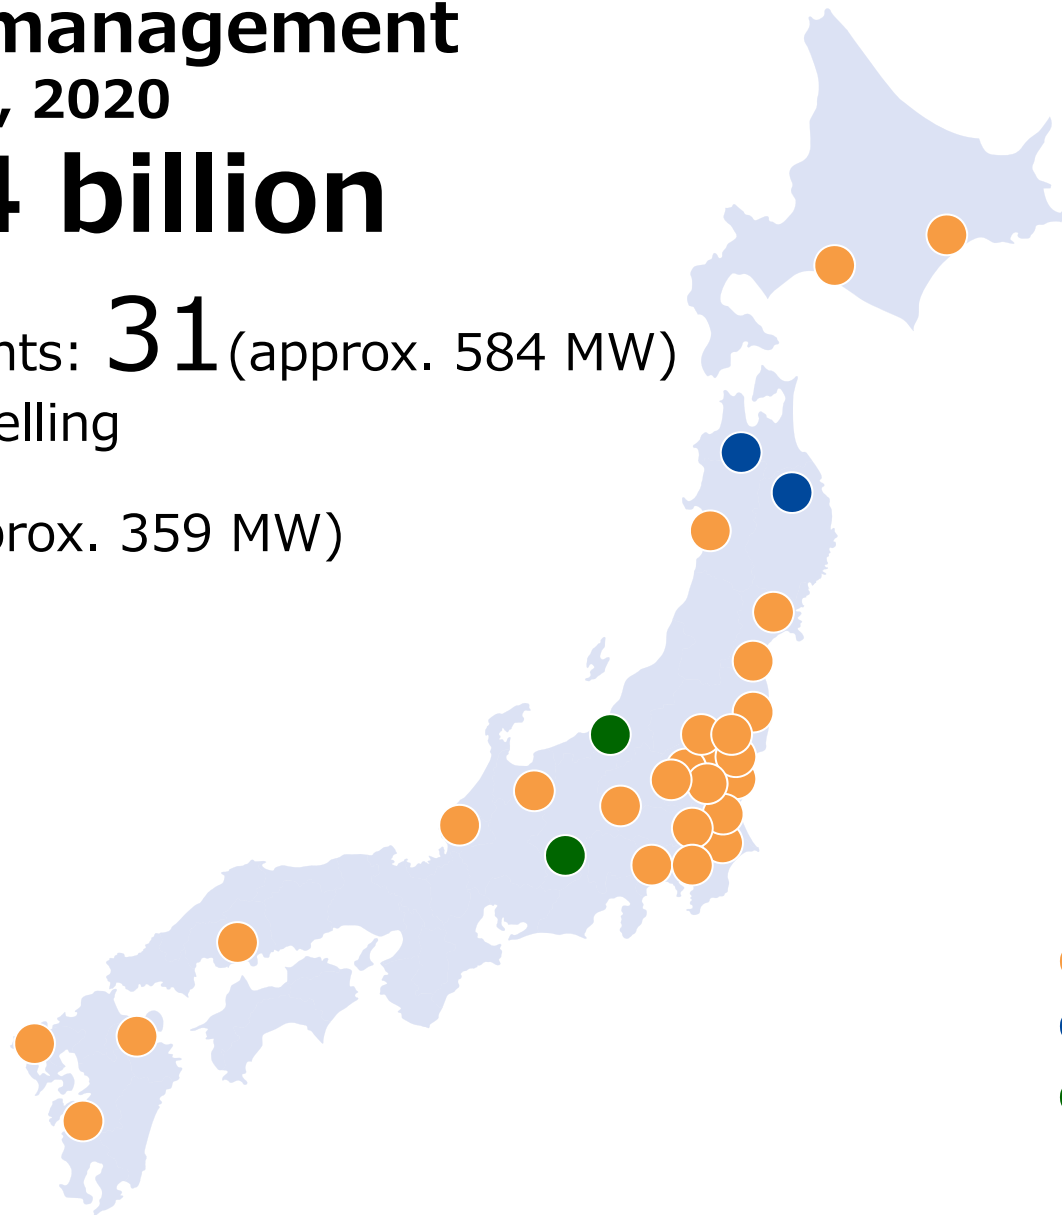 management
, 2020
4 billion
nts: 31(approx. 584 MW)
elling
prox. 359 MW)